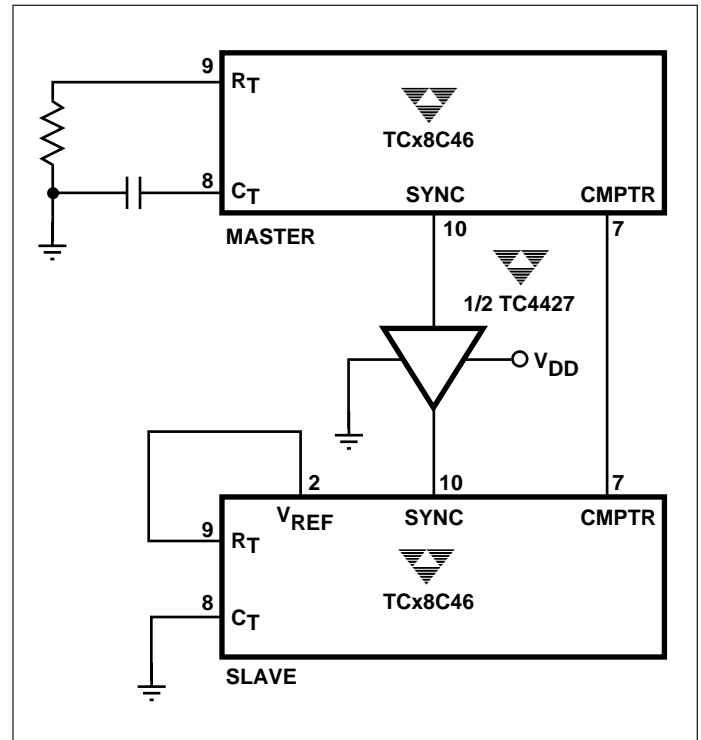 9
RT
TCx8C46
8
CT
SYNC
CMPTR
MASTER
10
7
1/2 TC4427
VDD
2
10
7
VREF
SYNC
CMPTR
9
RT
TCx8C46
8
CT
SLAVE